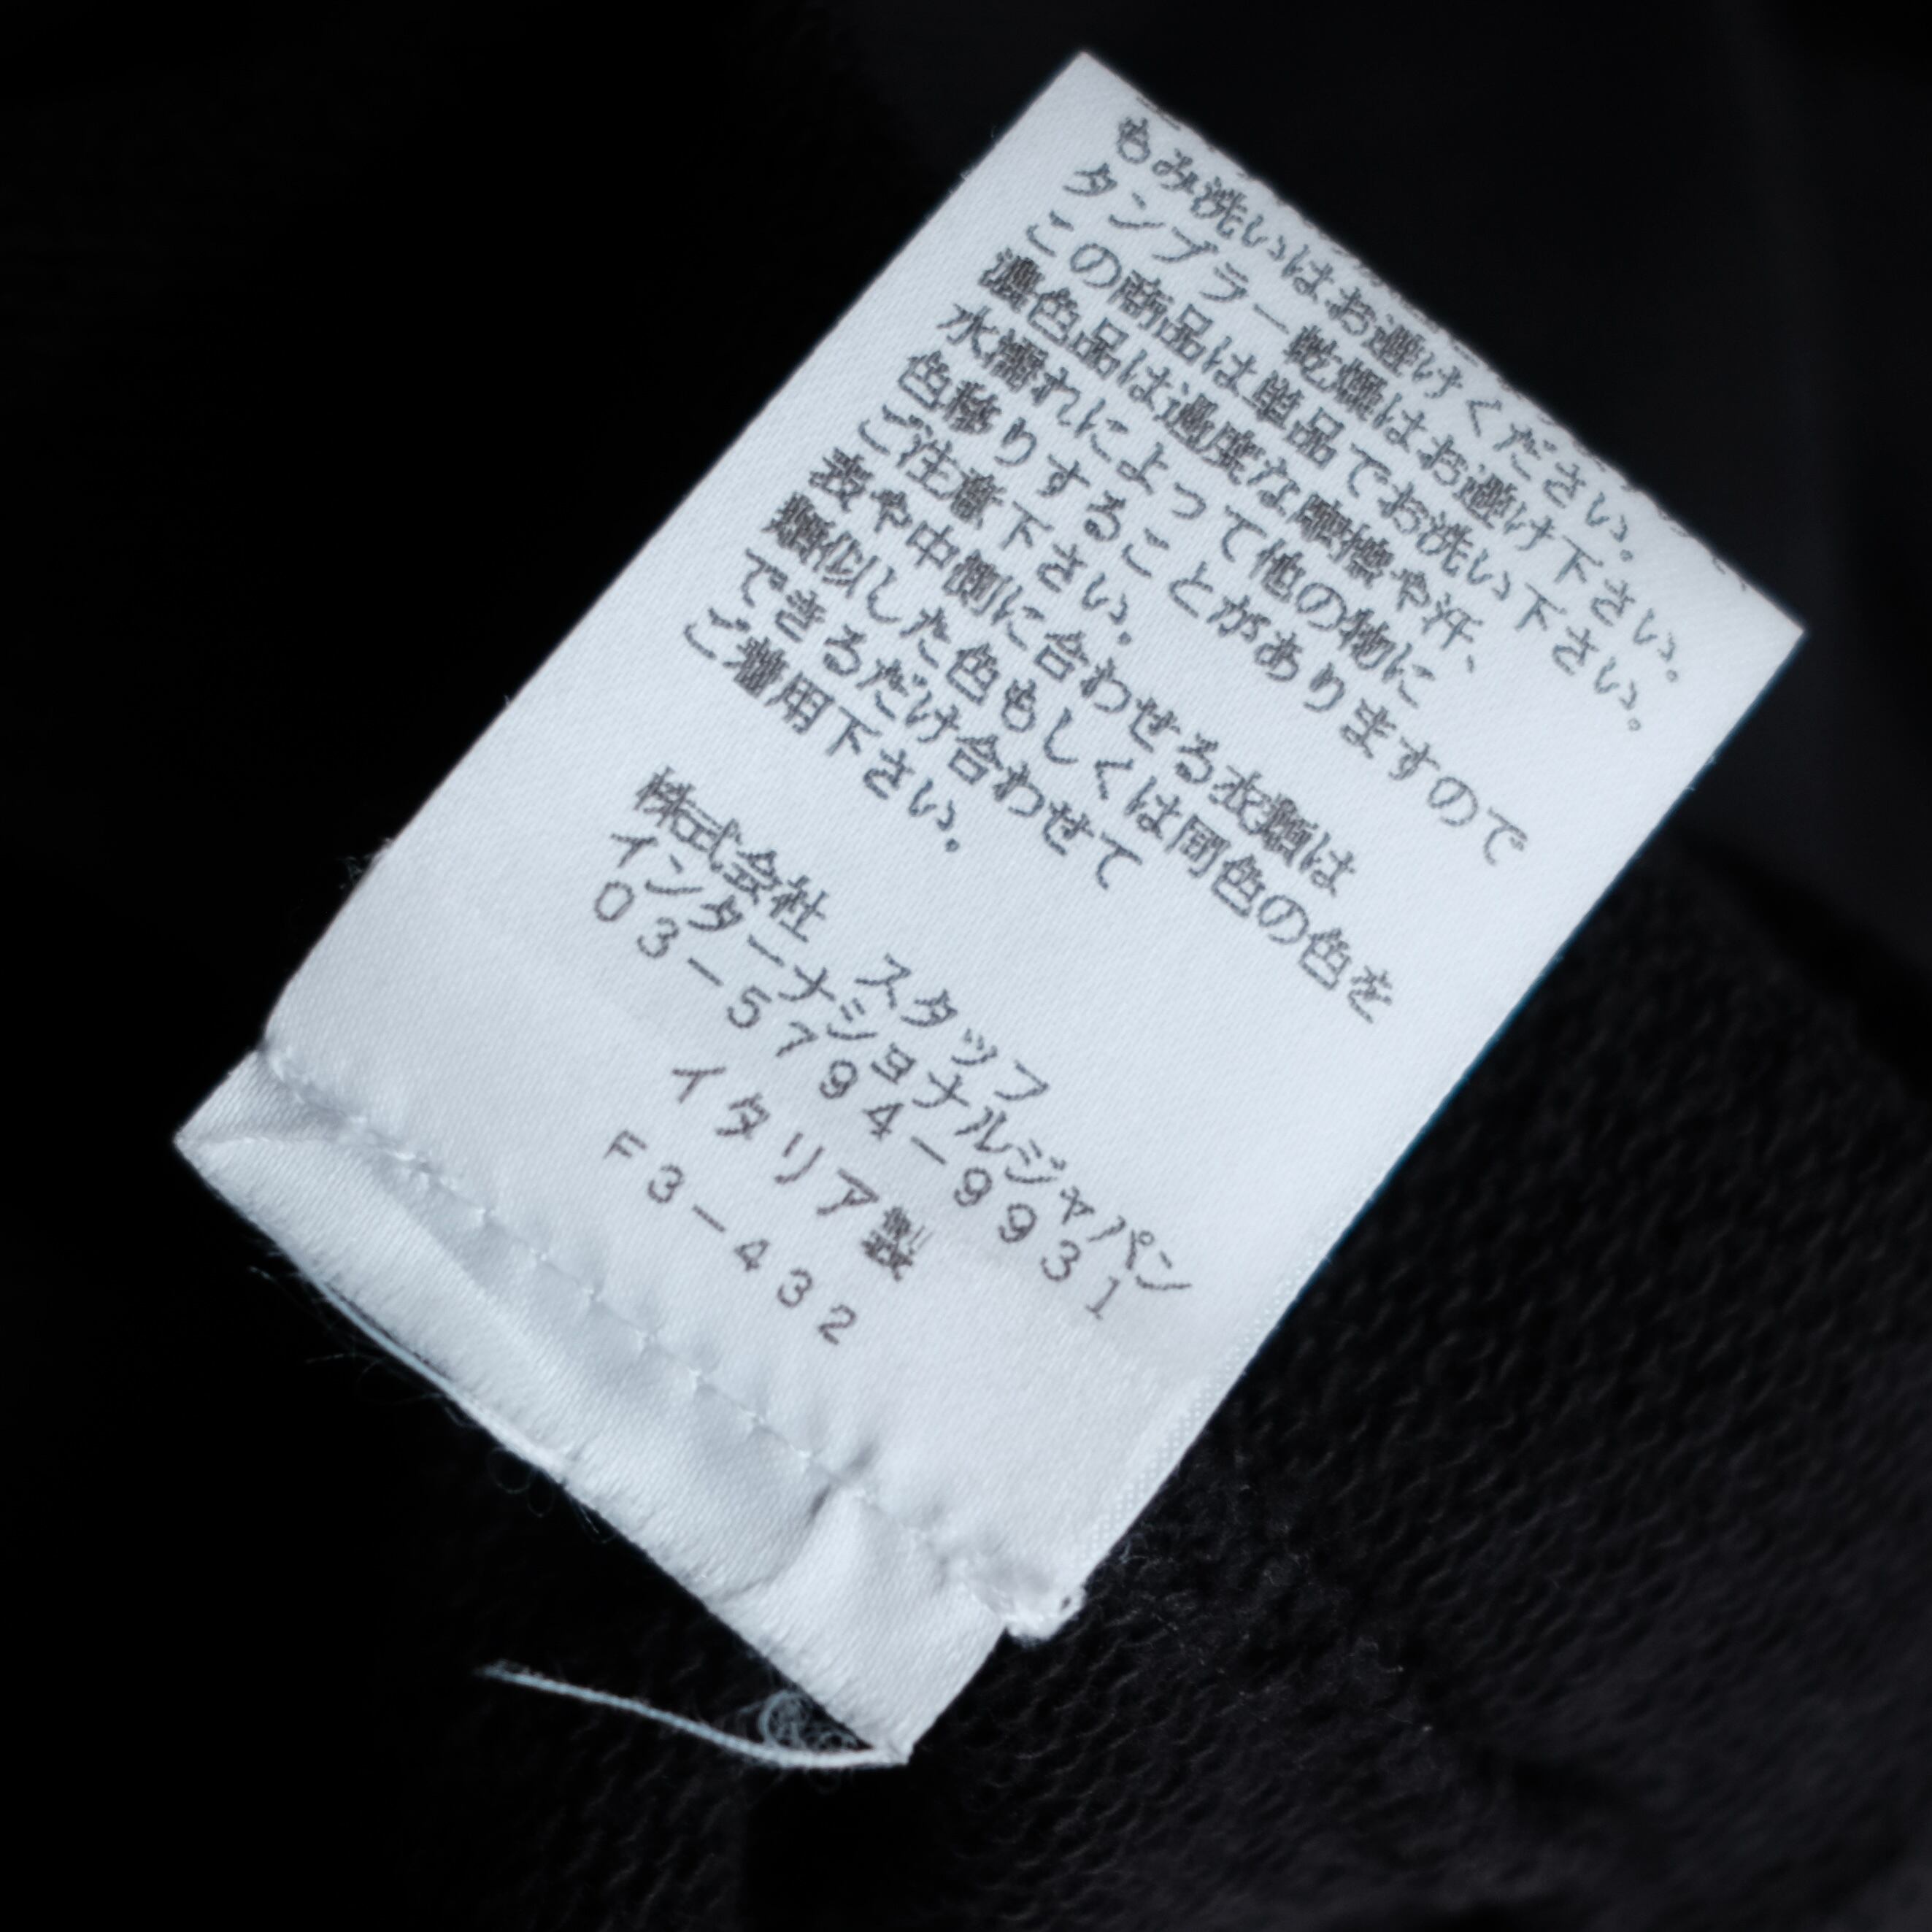 もみ洗いはお避けください。
タンブラー乾燥はお避け下さい。
この商品は単品でお洗い下さい。
濃色品は過度な摩擦や汗、
水濡れによって他の物に
色移りすることがありますので
ご注意下さい。
表や中側に合わせる衣類は
類似した色もしくは同色の色を
できるだけ合わせて
ご着用下さい。
株式会社 スタッフ
インターナショナルジャパン
03-5794-9931
イタリア製
F3-432